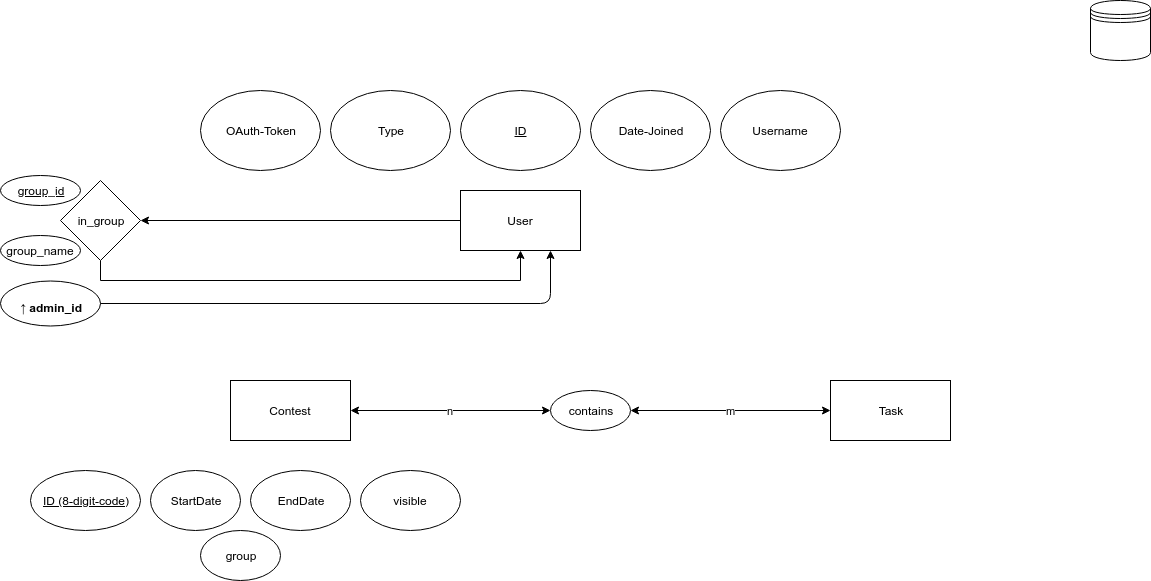 OAuth-Token
Type
ID
Date-Joined
Username
group_id
in_group
User
group_name
↑ admin_id
Contest
n
contains
m
Task
ID (8-digit-code)
StartDate
EndDate
visible
group